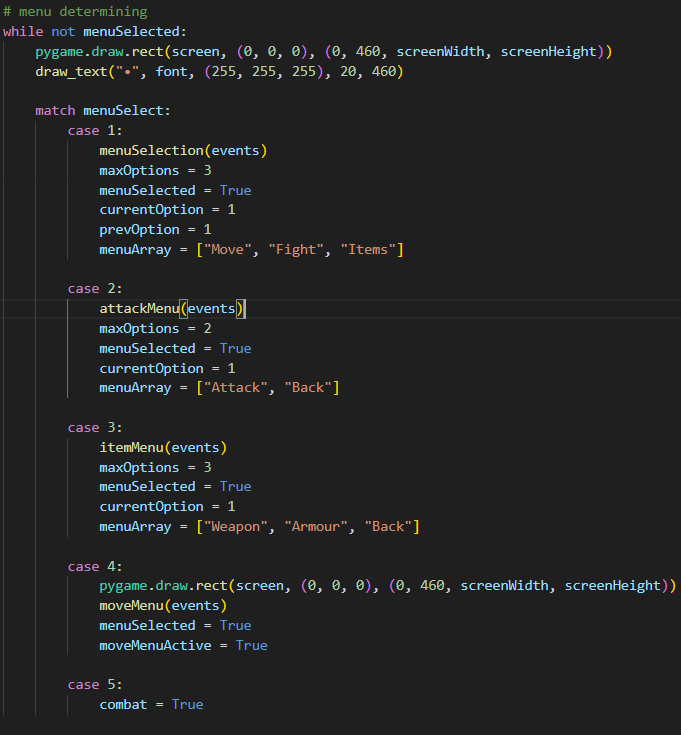 # menu determining
while not menuSelected:
pygame.draw.rect(screen, (0, 0, 0), (0, 460, screenWidth, screenHeight))
draw_text("•", font, (255, 255, 255), 20, 460)
match menuSelect:
case 1:
menuSelection(events)
maxOptions = 3
menuSelected = True
currentOption = 1
prevOption = 1
menuArray = ["Move", "Fight", "Items"]
case 2:
attackMenu(events)
maxOptions = 2
menuSelected = True
currentOption = 1
menuArray = ["Attack", "Back"]
case 3:
itemMenu(events)
maxOptions = 3
menuSelected = True
currentOption = 1
menuArray = ["Weapon", "Armour", "Back"]
case 4:
pygame.draw.rect(screen, (0, 0, 0), (0, 460, screenWidth, screenHeight))
moveMenu(events)
menuSelected = True
moveMenuActive = True
case 5:
combat = True